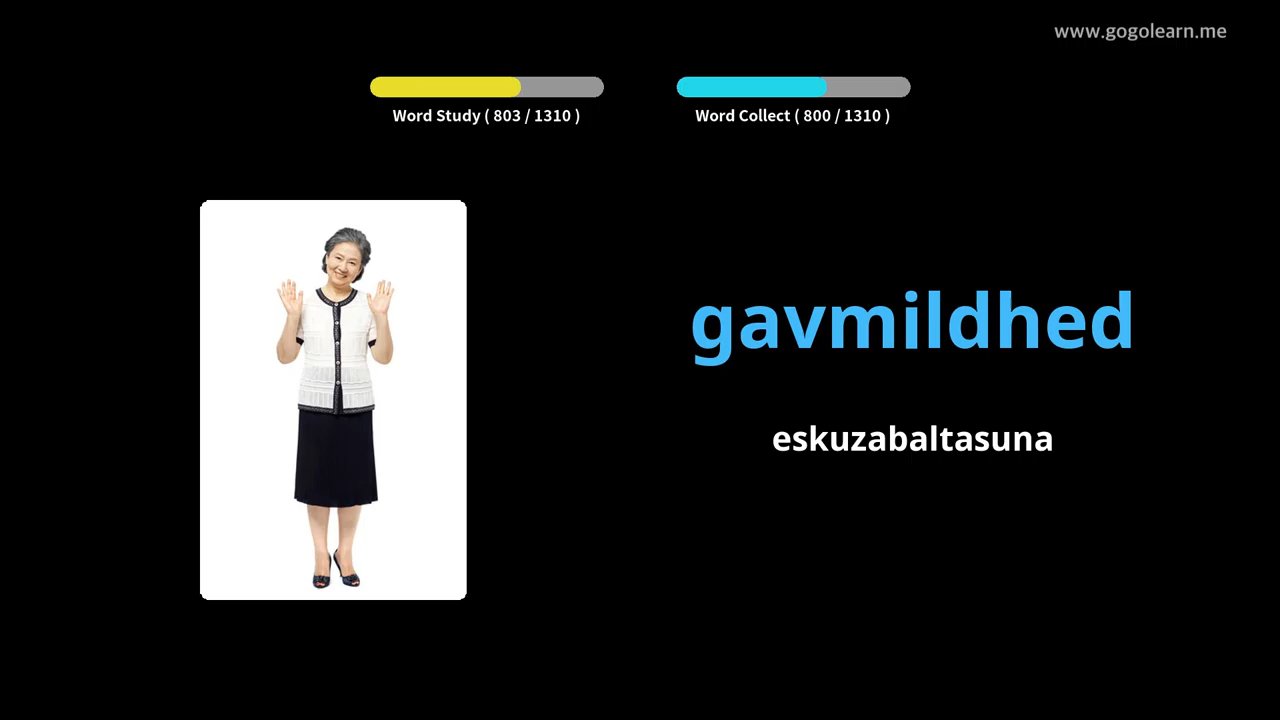 www.gogolearn.me
Word Study ( 803 / 1310 )
Word Collect ( 800 / 1310 )
gavmildhed
eskuzabaltasuna